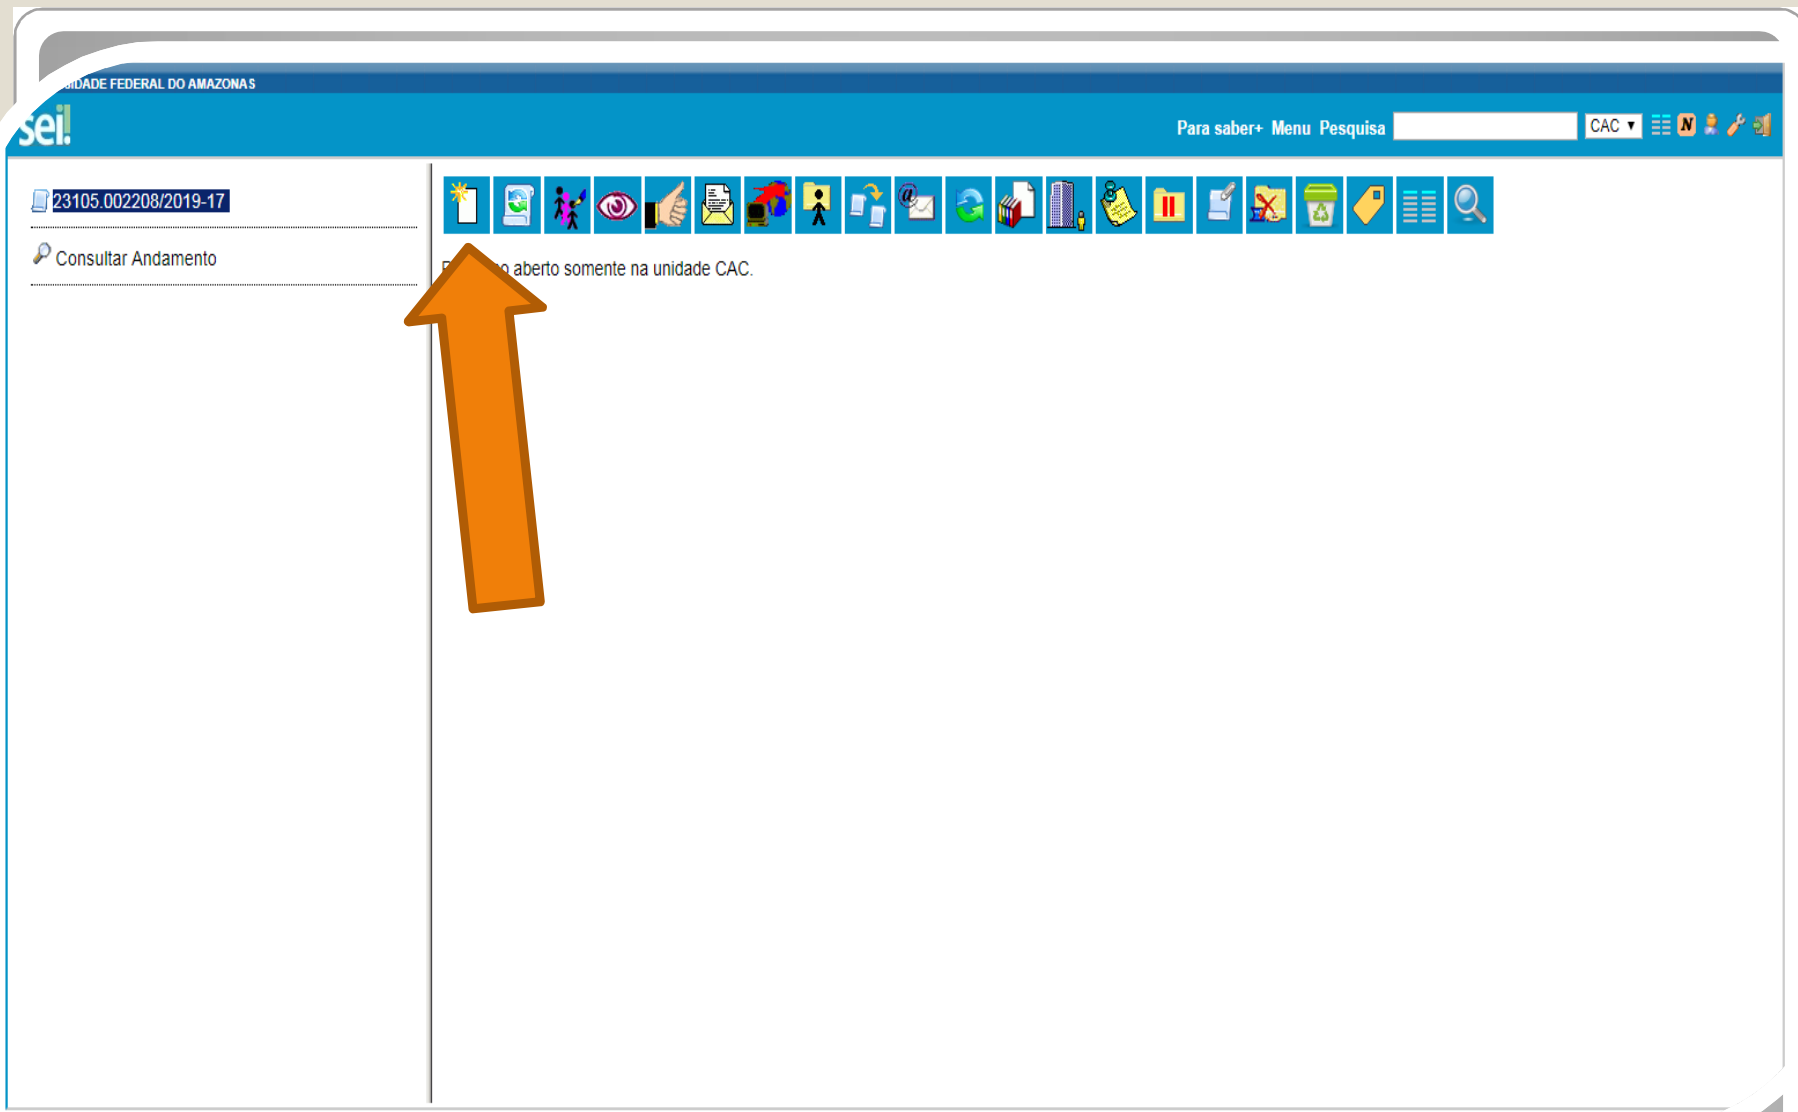 DADE FEDERAL DO AMAZONAS
sei!
Para saber+ Menu Pesquisa CAC
23105.002208/2019-17
Consultar Andamento
aberto somente na unidade CAC.